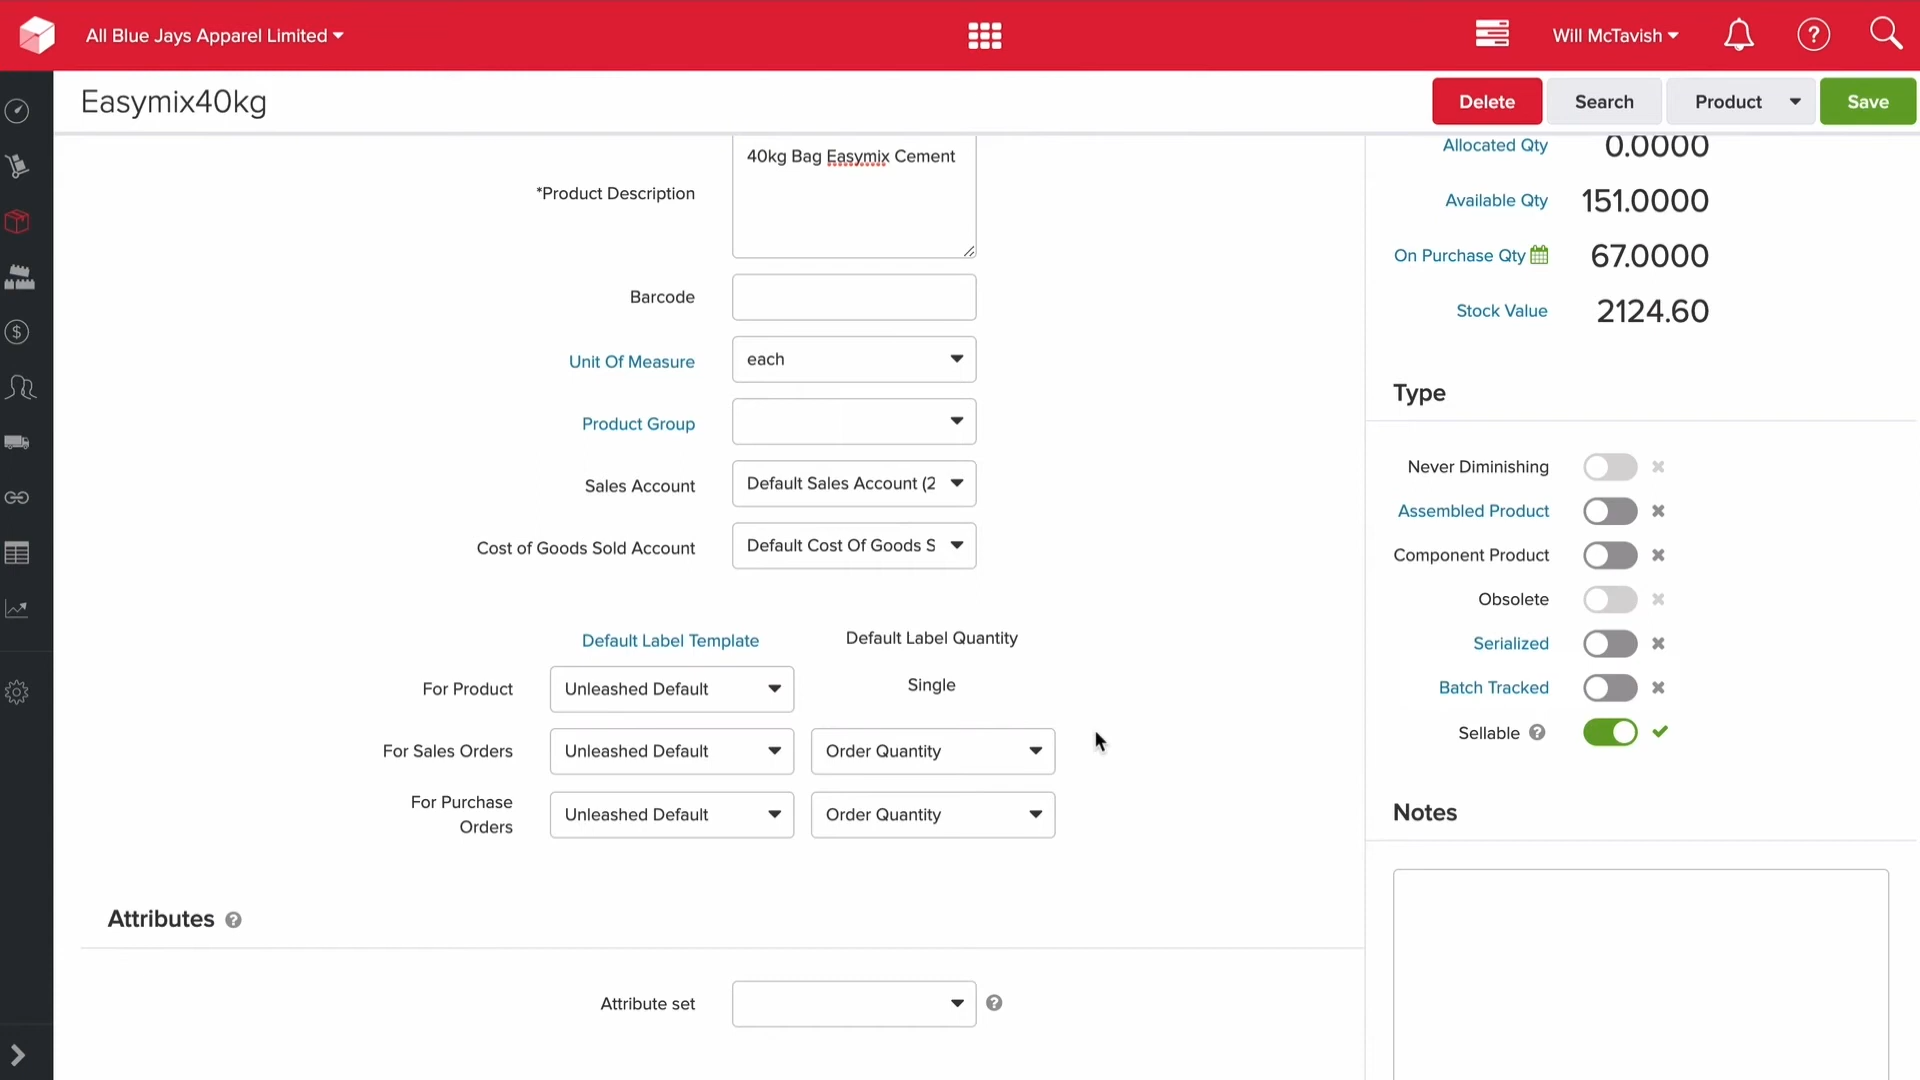 All Blue Jays Apparel Limited
Will McTavish
?
Easymix40kg
Delete
Search
Product
Save
*Product Description
40kg Bag Easymix Cement
Barcode
Unit Of Measure
each
Product Group
Sales Account
Default Sales Account (2
Cost of Goods Sold Account
Default Cost Of Goods S
Default Label Template
Default Label Quantity
For Product
Unleashed Default
Single
For Sales Orders
Unleashed Default
Order Quantity
For Purchase
Orders
Unleashed Default
Order Quantity
Attributes ?
Attribute set
?
Allocated Qty
0.0000
Available Qty
151.0000
On Purchase Qty
67.0000
Stock Value
2124.60
Type
Never Diminishing
Assembled Product
Component Product
Obsolete
Serialized
Batch Tracked
Sellable ?
Notes